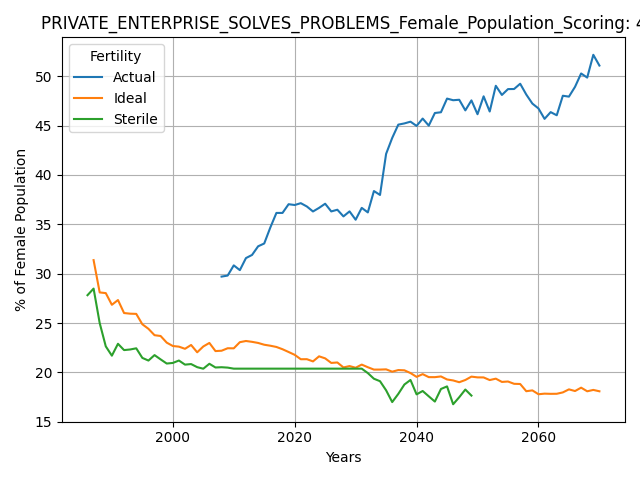 PRIVATE_ENTERPRISE_SOLVES_PROBLEMS_Female_Population_Scoring: 4
Fertility
Actual
Ideal
Sterile
% of Female Population
50
45
40
35
30
25
20
15
2000 2020 2040 2060
Years